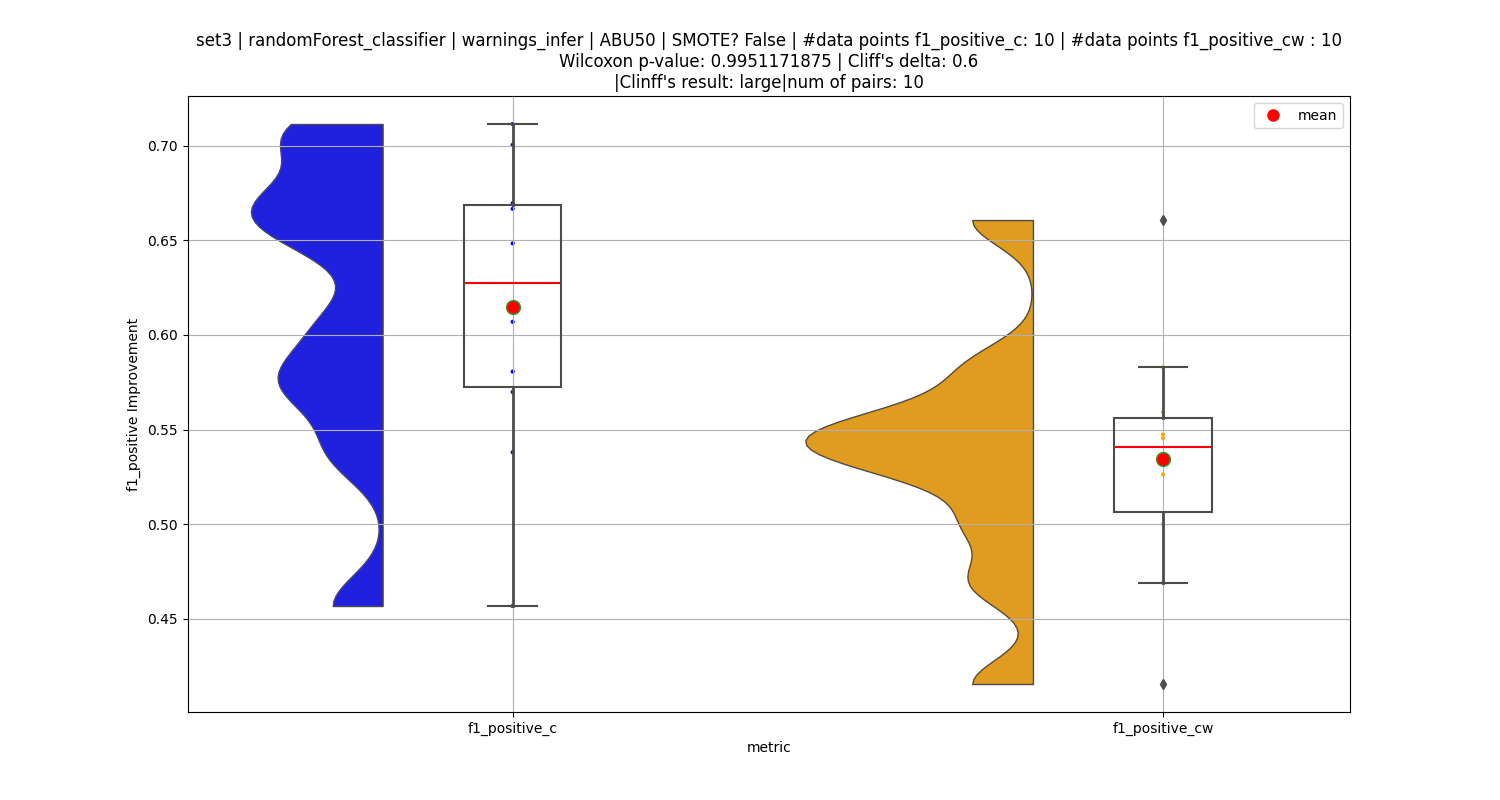 set3 | randomForest_classifier | warnings_infer | ABU50 | SMOTE? False | #data points f1_positive_c: 10 | #data points f1_positive_cw : 10
Wilcoxon p-value: 0.9951171875 | Cliff's delta: 0.6
|Clinff's result: large|num of pairs: 10
mean
0.70
0.65
0.60
0.55
0.50
0.45
f1_positive Improvement
f1_positive_c
f1_positive_cw
metric